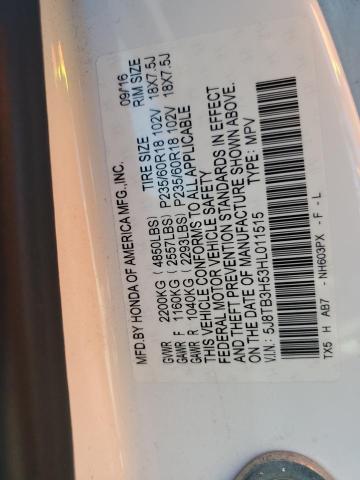 MFD.BY HONDA OF AMERICA MFG.,INC. 09/16
TIRE SIZE RIM SIZE
GVWR 2200KG (4850LBS)
GAWR F 1160KG (2557LBS) P235/60R18 102V 18X7.5J
GAWR R 1040KG (2293LBS) P235/60R18 102V 18X7.5J
THIS VEHICLE CONFORMS TO ALL APPLICABLE
FEDERAL MOTOR VEHICLE SAFETY
AND THEFT PREVENTION STANDARDS IN EFFECT
ON THE DATE OF MANUFACTURE SHOWN ABOVE.
V.I.N.: 5J8TB3H53HL011515 TYPE: MPV
TX5 H AB7 - NH603PX - F - L